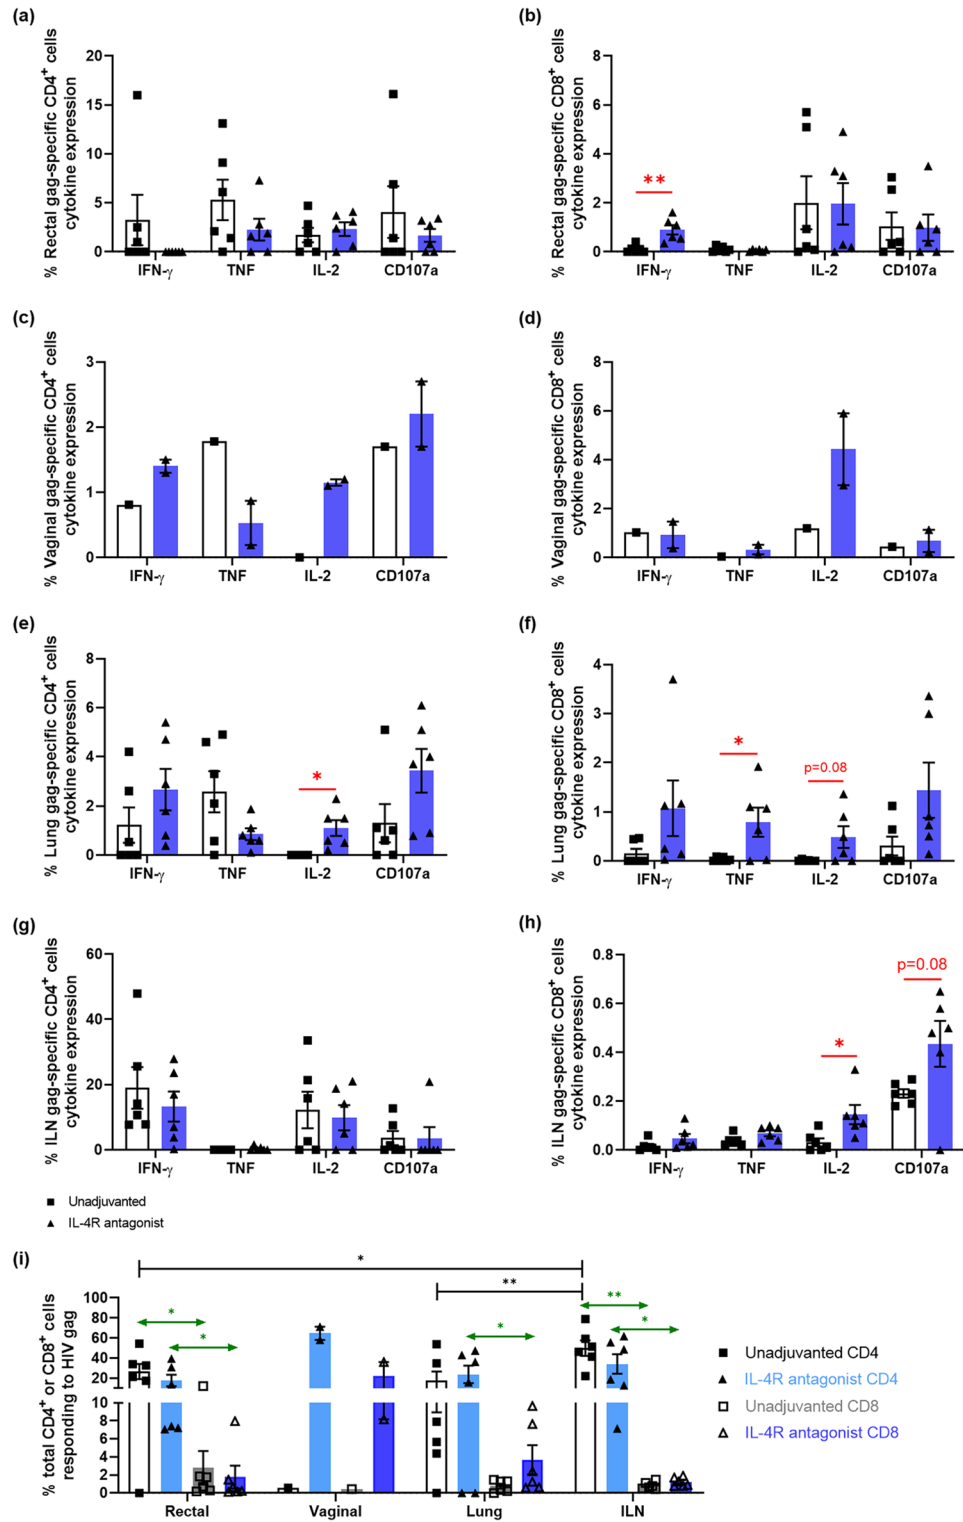 (a)
% Rectal gag-specific CD4+ cells
cytokine expression
20
15
10
5
0
IFN-γ TNF IL-2 CD107a
(b)
% Rectal gag-specific CD8+ cells
cytokine expression
8
6
4
2
0
**
IFN-γ TNF IL-2 CD107a
(c)
% Vaginal gag-specific CD4+ cells
cytokine expression
3
2
1
0
IFN-γ TNF IL-2 CD107a
(d)
% Vaginal gag-specific CD8+ cells
cytokine expression
8
6
4
2
0
IFN-γ TNF IL-2 CD107a
(e)
% Lung gag-specific CD4+ cells
cytokine expression
8
6
4
2
0
*
IFN-γ TNF IL-2 CD107a
(f)
% Lung gag-specific CD8+ cells
cytokine expression
4
3
2
1
0
*
p=0.08
IFN-γ TNF IL-2 CD107a
(g)
% ILN gag-specific CD4+ cells
cytokine expression
60
40
20
0
IFN-γ TNF IL-2 CD107a
(h)
% ILN gag-specific CD8+ cells
cytokine expression
0.8
0.6
0.4
0.2
0.0
*
p=0.08
IFN-γ TNF IL-2 CD107a
Unadjuvanted
IL-4R antagonist
(i)
% total CD4+ or CD8+ cells
responding to HIV gag
100
80
60
40
20
10
8
6
4
2
0
*
**
*
*
*
**
*
Rectal Vaginal Lung ILN
Unadjuvanted CD4
IL-4R antagonist CD4
Unadjuvanted CD8
IL-4R antagonist CD8